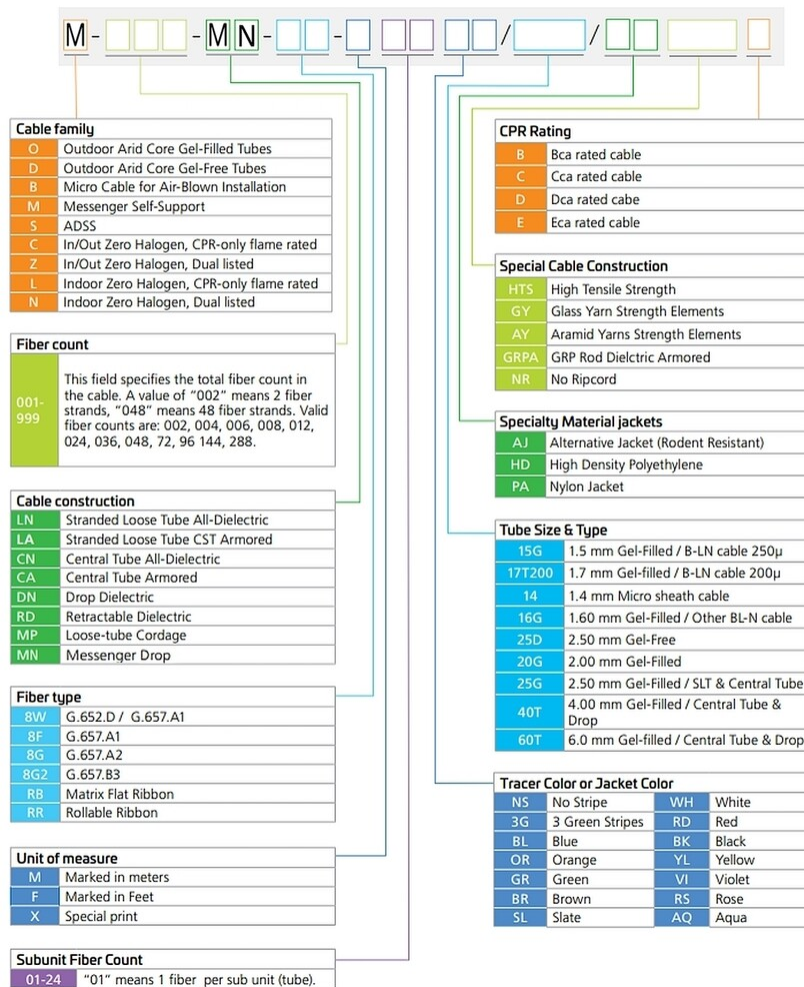 M - - MN - - - / /
Cable family
O Outdoor Arid Core Gel-Filled Tubes
D Outdoor Arid Core Gel-Free Tubes
B Micro Cable for Air-Blown Installation
M Messenger Self-Support
S ADSS
C In/Out Zero Halogen, CPR-only flame rated
Z In/Out Zero Halogen, Dual listed
L Indoor Zero Halogen, CPR-only flame rated
N Indoor Zero Halogen, Dual listed
Fiber count
001-
999
This field specifies the total fiber count in
the cable. A value of "002" means 2 fiber
strands, "048" means 48 fiber strands. Valid
fiber counts are: 002, 004, 006, 008, 012,
024, 036, 048, 72, 96 144, 288.
Cable construction
LN Stranded Loose Tube All-Dielectric
LA Stranded Loose Tube CST Armored
CN Central Tube All-Dielectric
CA Central Tube Armored
DN Drop Dielectric
RD Retractable Dielectric
MP Loose-tube Cordage
MN Messenger Drop
Fiber type
8W G.652.D / G.657.A1
8F G.657.A1
8G G.657.A2
8G2 G.657.B3
RB Matrix Flat Ribbon
RR Rollable Ribbon
Unit of measure
M Marked in meters
F Marked in Feet
X Special print
Subunit Fiber Count
01-24 "01" means 1 fiber per sub unit (tube).
CPR Rating
B Bca rated cable
C Cca rated cable
D Dca rated cabe
E Eca rated cable
Special Cable Construction
HTS High Tensile Strength
GY Glass Yarn Strength Elements
AY Aramid Yarns Strength Elements
GRPA GRP Rod Dielctric Armored
NR No Ripcord
Specialty Material jackets
AJ Alternative Jacket (Rodent Resistant)
HD High Density Polyethylene
PA Nylon Jacket
Tube Size & Type
15G 1.5 mm Gel-Filled / B-LN cable 250µ
17T200 1.7 mm Gel-filled / B-LN cable 200µ
14 1.4 mm Micro sheath cable
16G 1.60 mm Gel-Filled / Other BL-N cable
25D 2.50 mm Gel-Free
20G 2.00 mm Gel-Filled
25G 2.50 mm Gel-Filled / SLT & Central Tube
40T 4.00 mm Gel-Filled / Central Tube &
Drop
60T 6.0 mm Gel-filled / Central Tube & Drop
Tracer Color or Jacket Color
NS No Stripe WH White
3G 3 Green Stripes RD Red
BL Blue BK Black
OR Orange YL Yellow
GR Green VI Violet
BR Brown RS Rose
SL Slate AQ Aqua